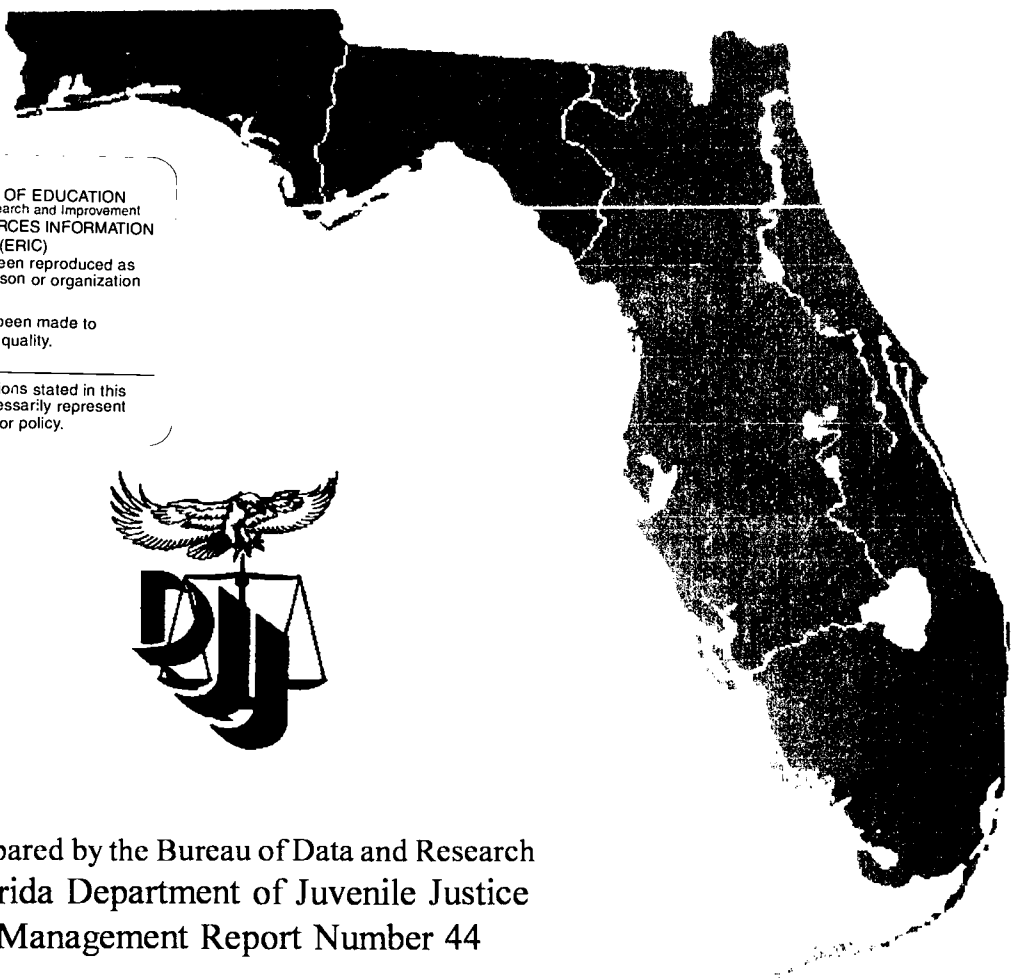 OF EDUCATION
earch and Improvement
RCES INFORMATION
(ERIC)
een reproduced as
son or organization
been made to
quality.
ions stated in this
essarily represent
or policy.
DJJ
pared by the Bureau of Data and Research
rida Department of Juvenile Justice
Management Report Number 44